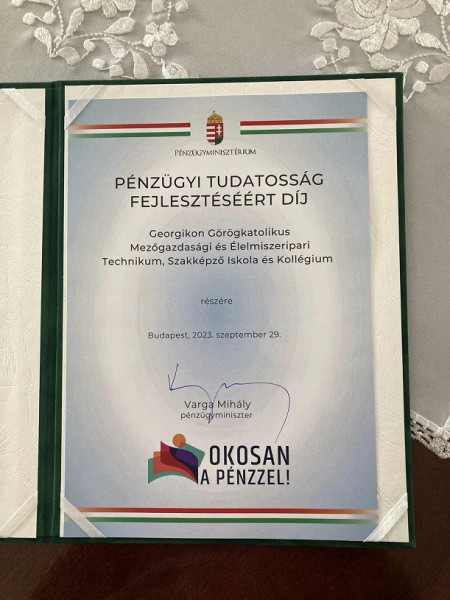 PÉNZÜGYMINISZTÉRIUM
PÉNZÜGYI TUDATOSSÁG
FEJLESZTÉSÉÉRT DÍJ
Georgikon Görögkatolikus
Mezőgazdasági és Élelmiszeripari
Technikum, Szakképző Iskola és Kollégium
részére
Budapest, 2023. szeptember 29.
Varga Mihály
pénzügyminiszter
OKOSAN
A PÉNZZEL!